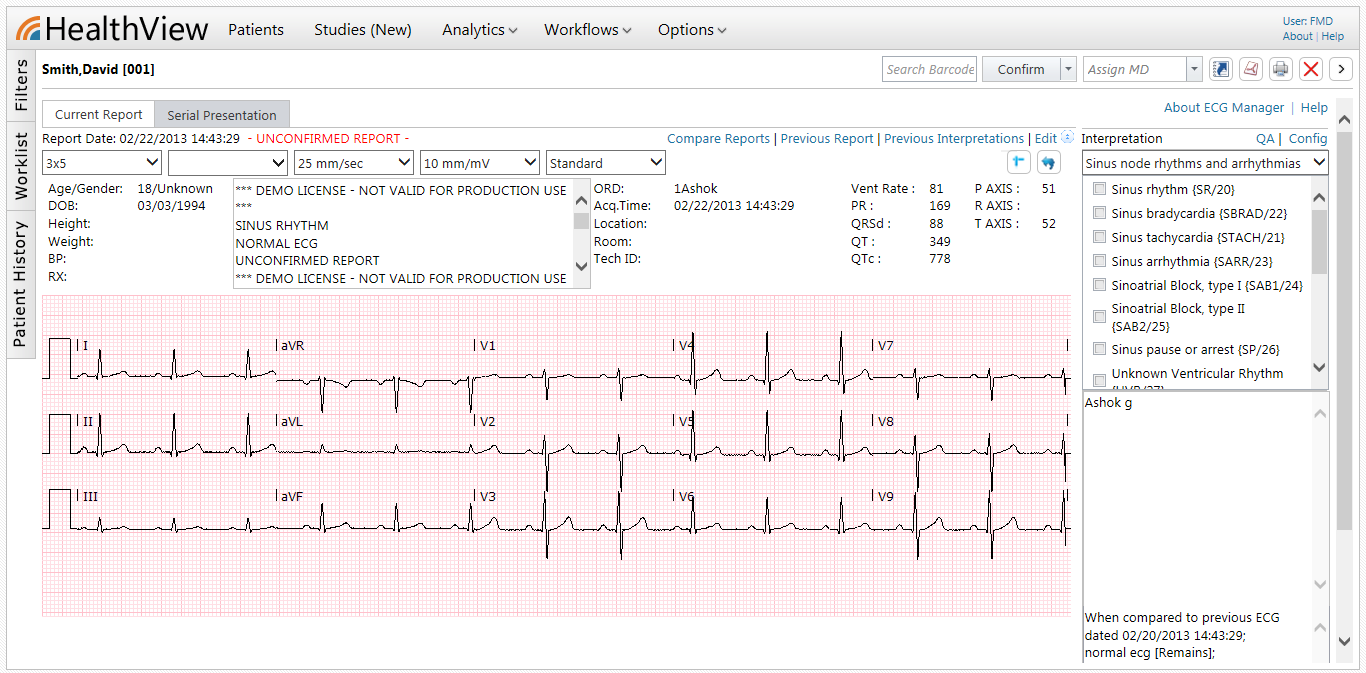 HealthView
Patients
Studies (New)
Analytics
Workflows
Options
User: FMD
About | Help
Filters
Worklist
Patient History
Smith,David [001]
Search Barcode
Confirm
Assign MD
Current Report
Serial Presentation
About ECG Manager | Help
Report Date: 02/22/2013 14:43:29 - UNCONFIRMED REPORT -
Compare Reports | Previous Report | Previous Interpretations | Edit
3x5
25 mm/sec
10 mm/mV
Standard
Age/Gender: 18/Unknown
DOB: 03/03/1994
Height:
Weight:
BP:
RX:
*** DEMO LICENSE - NOT VALID FOR PRODUCTION USE
***
SINUS RHYTHM
NORMAL ECG
UNCONFIRMED REPORT
*** DEMO LICENSE - NOT VALID FOR PRODUCTION USE
ORD: 1Ashok
Acq.Time: 02/22/2013 14:43:29
Location:
Room:
Tech ID:
Vent Rate : 81
PR : 169
QRSd : 88
QT : 349
QTc : 778
P AXIS : 51
R AXIS :
T AXIS : 52
I aVR V1 V4 V7
II aVL V2 V5 V8
III aVF V3 V6 V9
Interpretation
QA | Config
Sinus node rhythms and arrhythmias
Sinus rhythm {SR/20}
Sinus bradycardia {SBRAD/22}
Sinus tachycardia {STACH/21}
Sinus arrhythmia {SARR/23}
Sinoatrial Block, type I {SAB1/24}
Sinoatrial Block, type II
{SAB2/25}
Sinus pause or arrest {SP/26}
Unknown Ventricular Rhythm
Ashok g
When compared to previous ECG
dated 02/20/2013 14:43:29;
normal ecg [Remains];